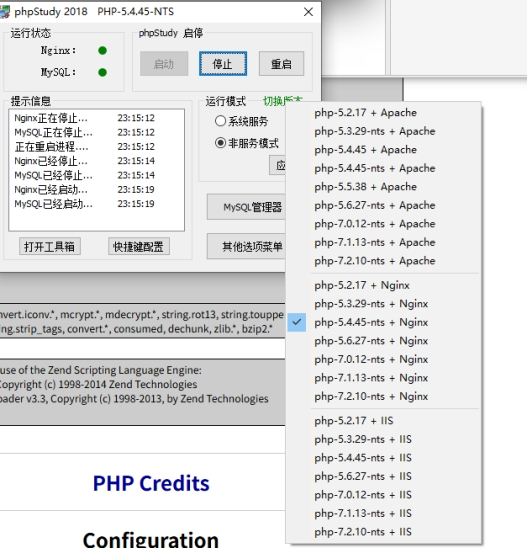 phpStudy 2018 PHP-5.4.45-NTS
运行状态
Nginx:
MySQL:
phpStudy 启停
启动
停止
重启
提示信息
Nginx正在停止... 23:15:12
MySQL正在停止... 23:15:12
正在重启进程.... 23:15:12
Nginx已经停止... 23:15:14
MySQL已经停止... 23:15:14
Nginx已经启动... 23:15:19
MySQL已经启动... 23:15:19
打开工具箱
快捷键配置
运行模式
切换版本
系统服务
非服务模式
应
MySQL管理器
其他选项菜单
php-5.2.17 + Apache
php-5.3.29-nts + Apache
php-5.4.45 + Apache
php-5.4.45-nts + Apache
php-5.5.38 + Apache
php-5.6.27-nts + Apache
php-7.0.12-nts + Apache
php-7.1.13-nts + Apache
php-7.2.10-nts + Apache
php-5.2.17 + Nginx
php-5.3.29-nts + Nginx
php-5.4.45-nts + Nginx
php-5.6.27-nts + Nginx
php-7.0.12-nts + Nginx
php-7.1.13-nts + Nginx
php-7.2.10-nts + Nginx
php-5.2.17 + IIS
php-5.3.29-nts + IIS
php-5.4.45-nts + IIS
php-5.6.27-nts + IIS
php-7.0.12-nts + IIS
php-7.1.13-nts + IIS
php-7.2.10-nts + IIS
nvert.iconv.*, mcrypt.*, mdecrypt.*, string.rot13, string.touppe
ng.strip_tags, convert.*, consumed, dechunk, zlib.*, bzip2.*
use of the Zend Scripting Language Engine:
Copyright (c) 1998-2014 Zend Technologies
oader v3.3, Copyright (c) 1998-2013, by Zend Technologies
PHP Credits
Configuration